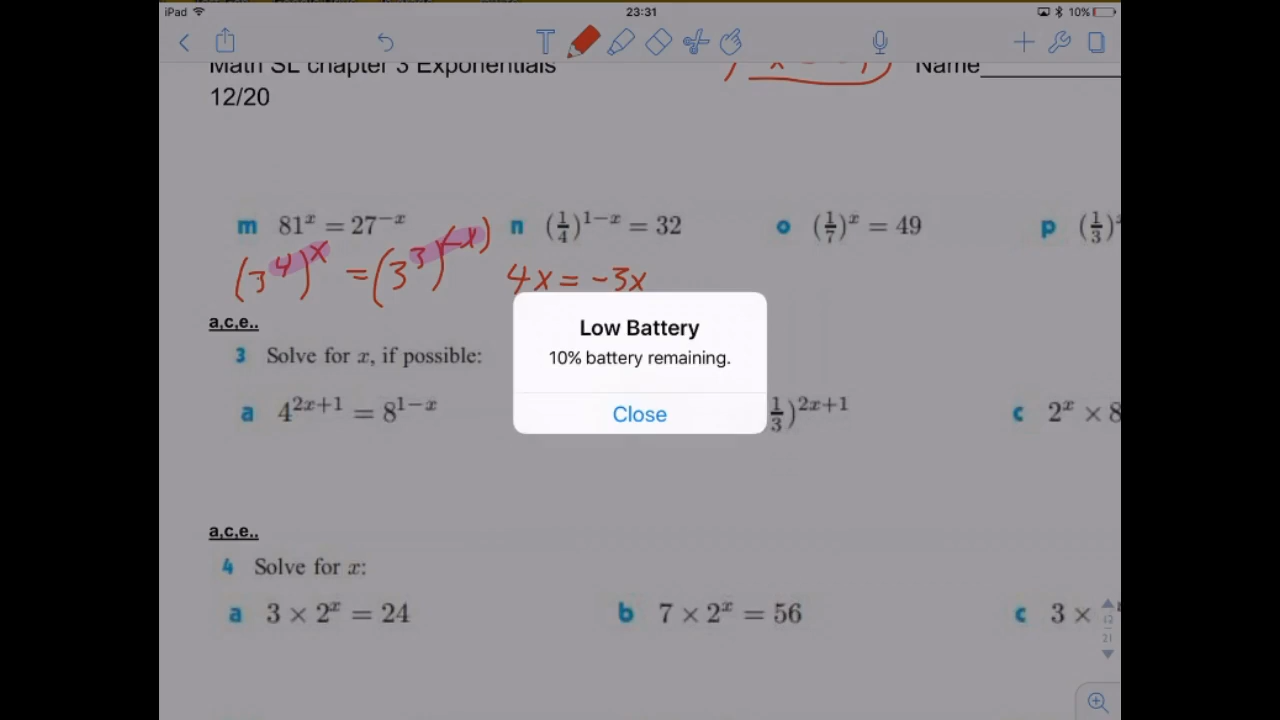 iPad 23:31 10%
Math SL chapter 3 Exponentials Name
12/20
m 81^x = 27^{-x} n (1/4)^{1-x} = 32 o (1/7)^x = 49 p (1/3)
(3^4)^x = (3^3)^(-x) 4x = -3x
a,c,e..
3 Solve for x, if possible:
a 4^{2x+1} = 8^{1-x} 1/3)^{2x+1} c 2^x × 8
Low Battery
10% battery remaining.
Close
a,c,e..
4 Solve for x:
a 3 × 2^x = 24 b 7 × 2^x = 56 c 3 ×
12
21